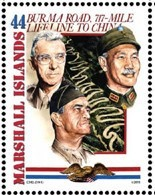 44
BURMA ROAD, 717-MILE
LIFELINE TO CHINA
MARSHALL ISLANDS